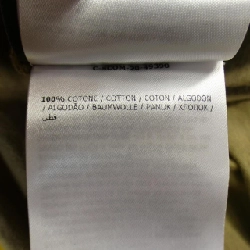 100% COTONE / COTTON / COTON / ALGODON
/ ALGODÃO / BAUMWOLLE / PAMUK / ХЛОПОК /
قطن